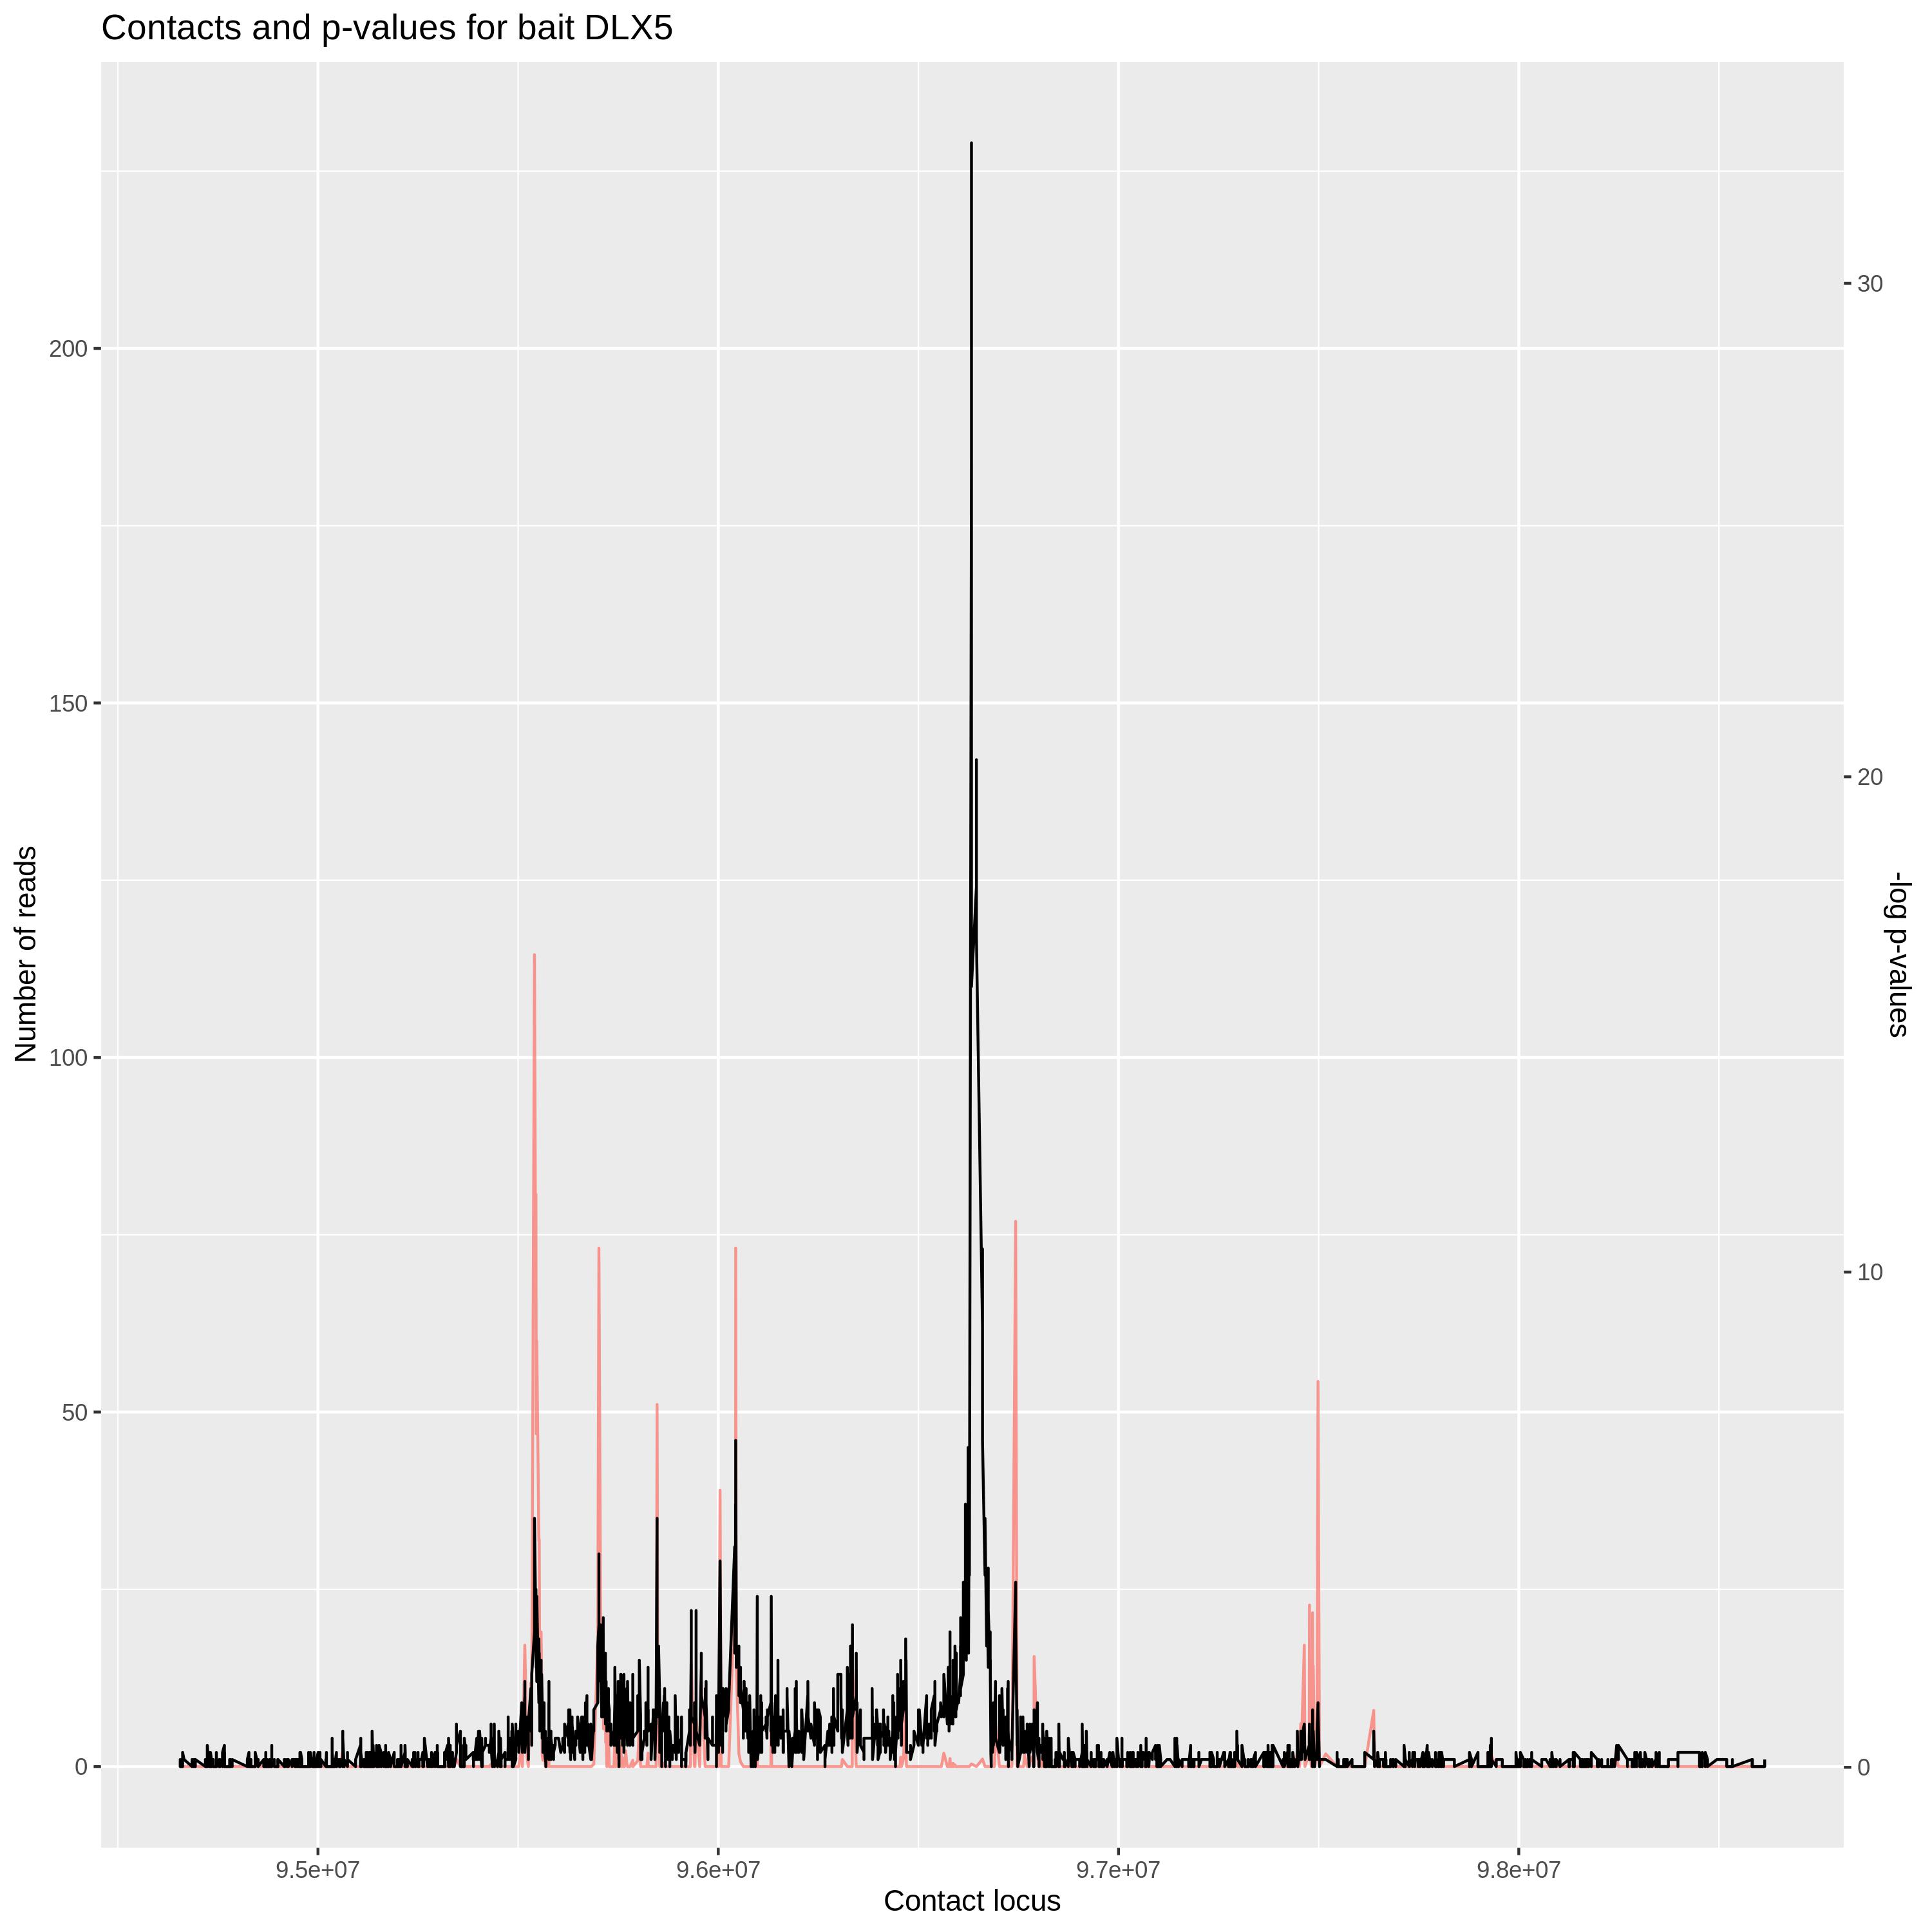 Contacts and p-values for bait DLX5
Number of reads
200
150
100
50
0
30
20
10
0
-log p-values
9.5e+07 9.6e+07 9.7e+07 9.8e+07
Contact locus